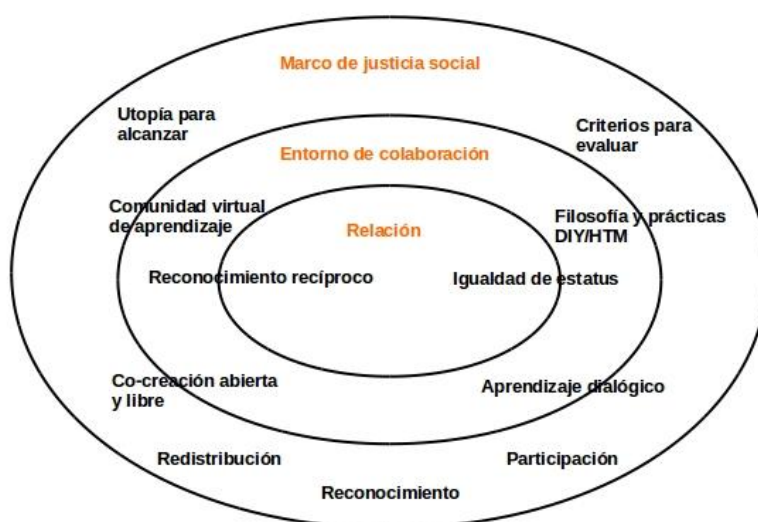 Marco de justicia social
Utopía para
alcanzar
Criterios para
evaluar
Entorno de colaboración
Comunidad virtual
de aprendizaje
Filosofía y prácticas
DIY/HTM
Relación
Reconocimiento recíproco
Igualdad de estatus
Co-creación abierta
y libre
Aprendizaje dialógico
Redistribución
Participación
Reconocimiento